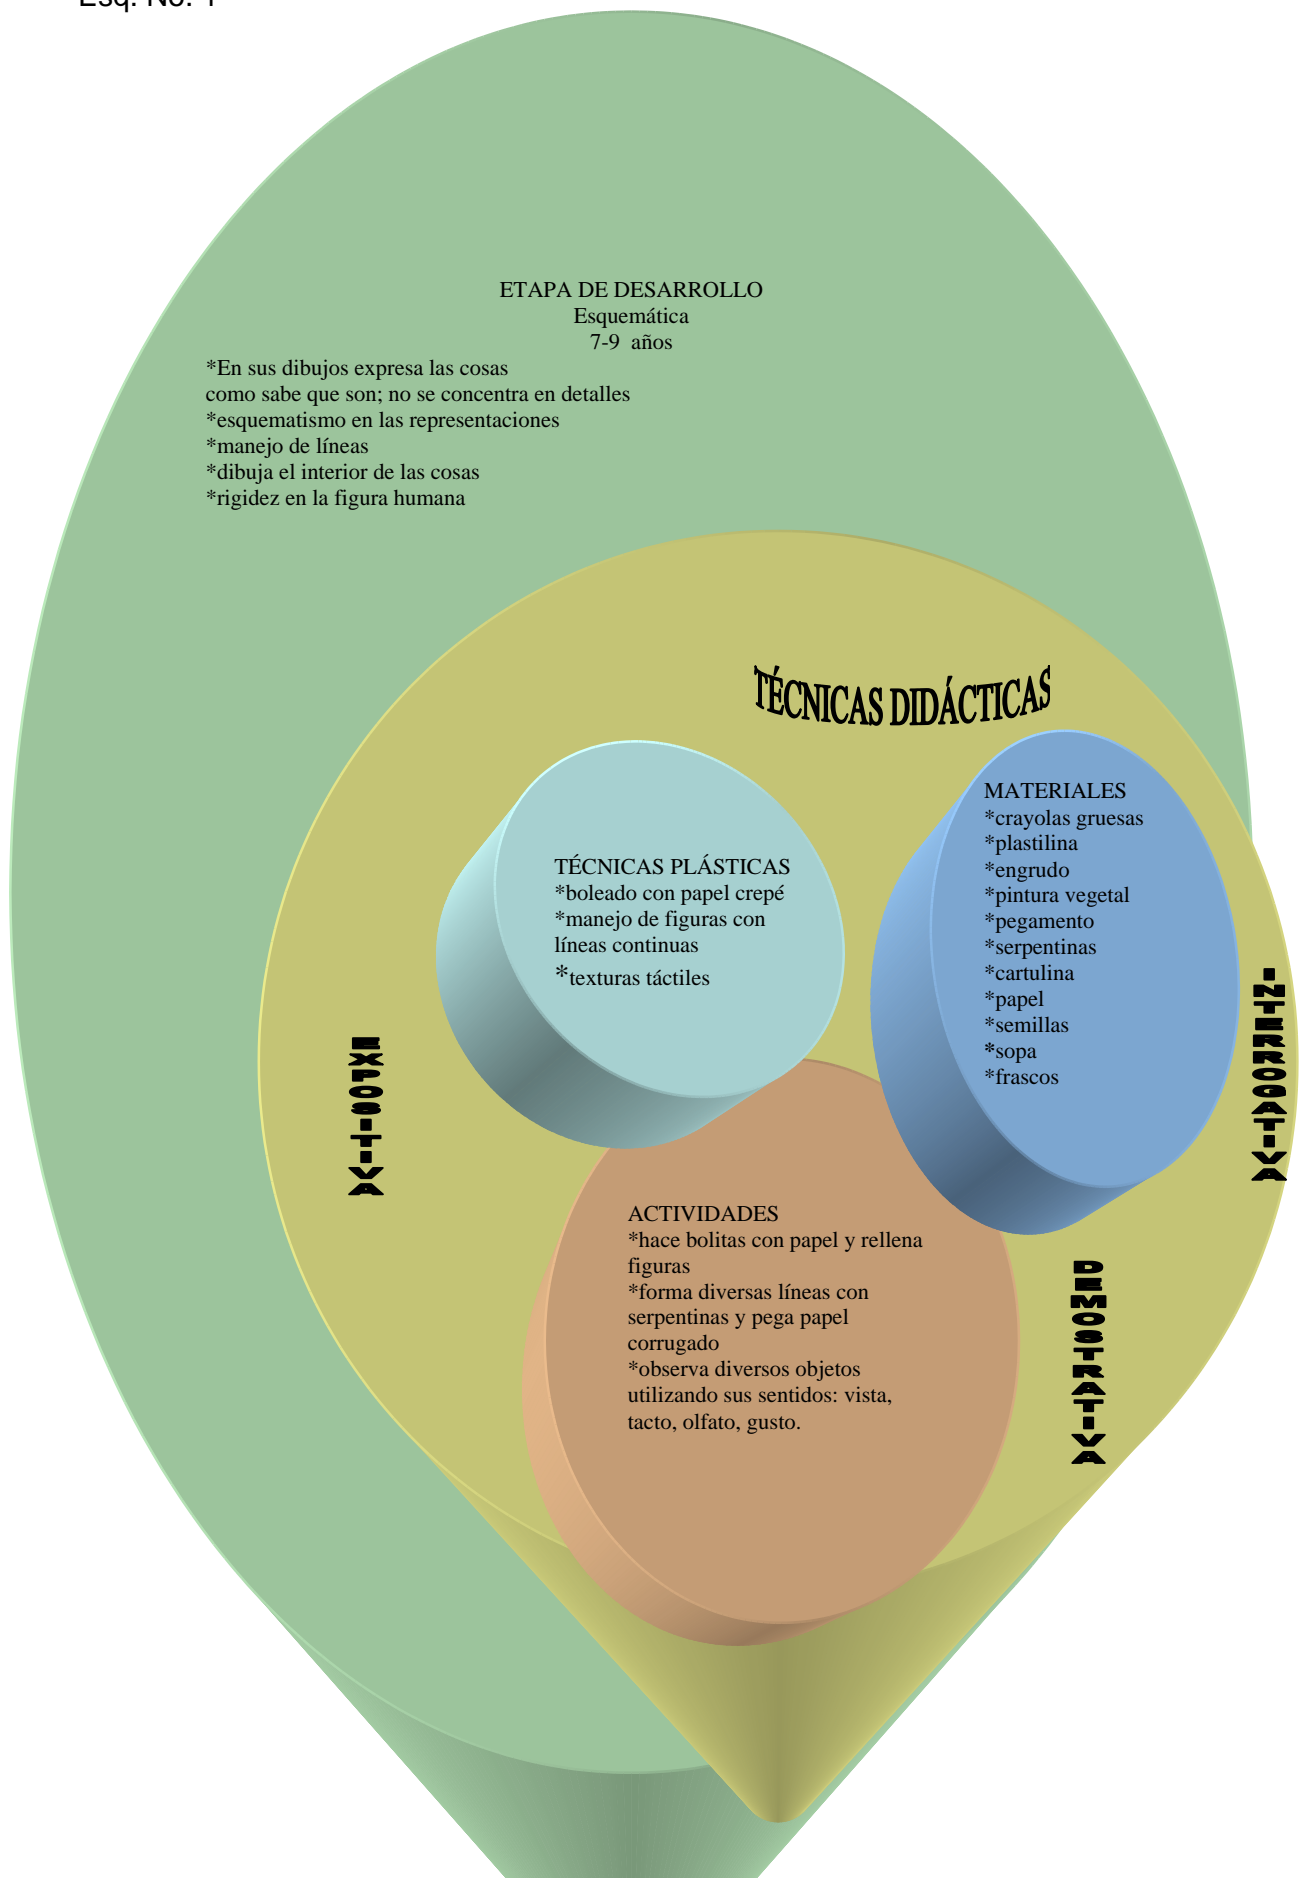 Esq. No. 1
ETAPA DE DESARROLLO
Esquemática
7-9 años
*En sus dibujos expresa las cosas
como sabe que son; no se concentra en detalles
*esquematismo en las representaciones
*manejo de líneas
*dibuja el interior de las cosas
*rigidez en la figura humana
TÉCNICAS DIDÁCTICAS
TÉCNICAS PLÁSTICAS
*boleado con papel crepé
*manejo de figuras con
líneas continuas
*texturas táctiles
MATERIALES
*crayolas gruesas
*plastilina
*engrudo
*pintura vegetal
*pegamento
*serpentinas
*cartulina
*papel
*semillas
*sopa
*frascos
EXPOSITIVA
INTERROGATIVA
ACTIVIDADES
*hace bolitas con papel y rellena
figuras
*forma diversas líneas con
serpentinas y pega papel
corrugado
*observa diversos objetos
utilizando sus sentidos: vista,
tacto, olfato, gusto.
DEMOSTRATIVA